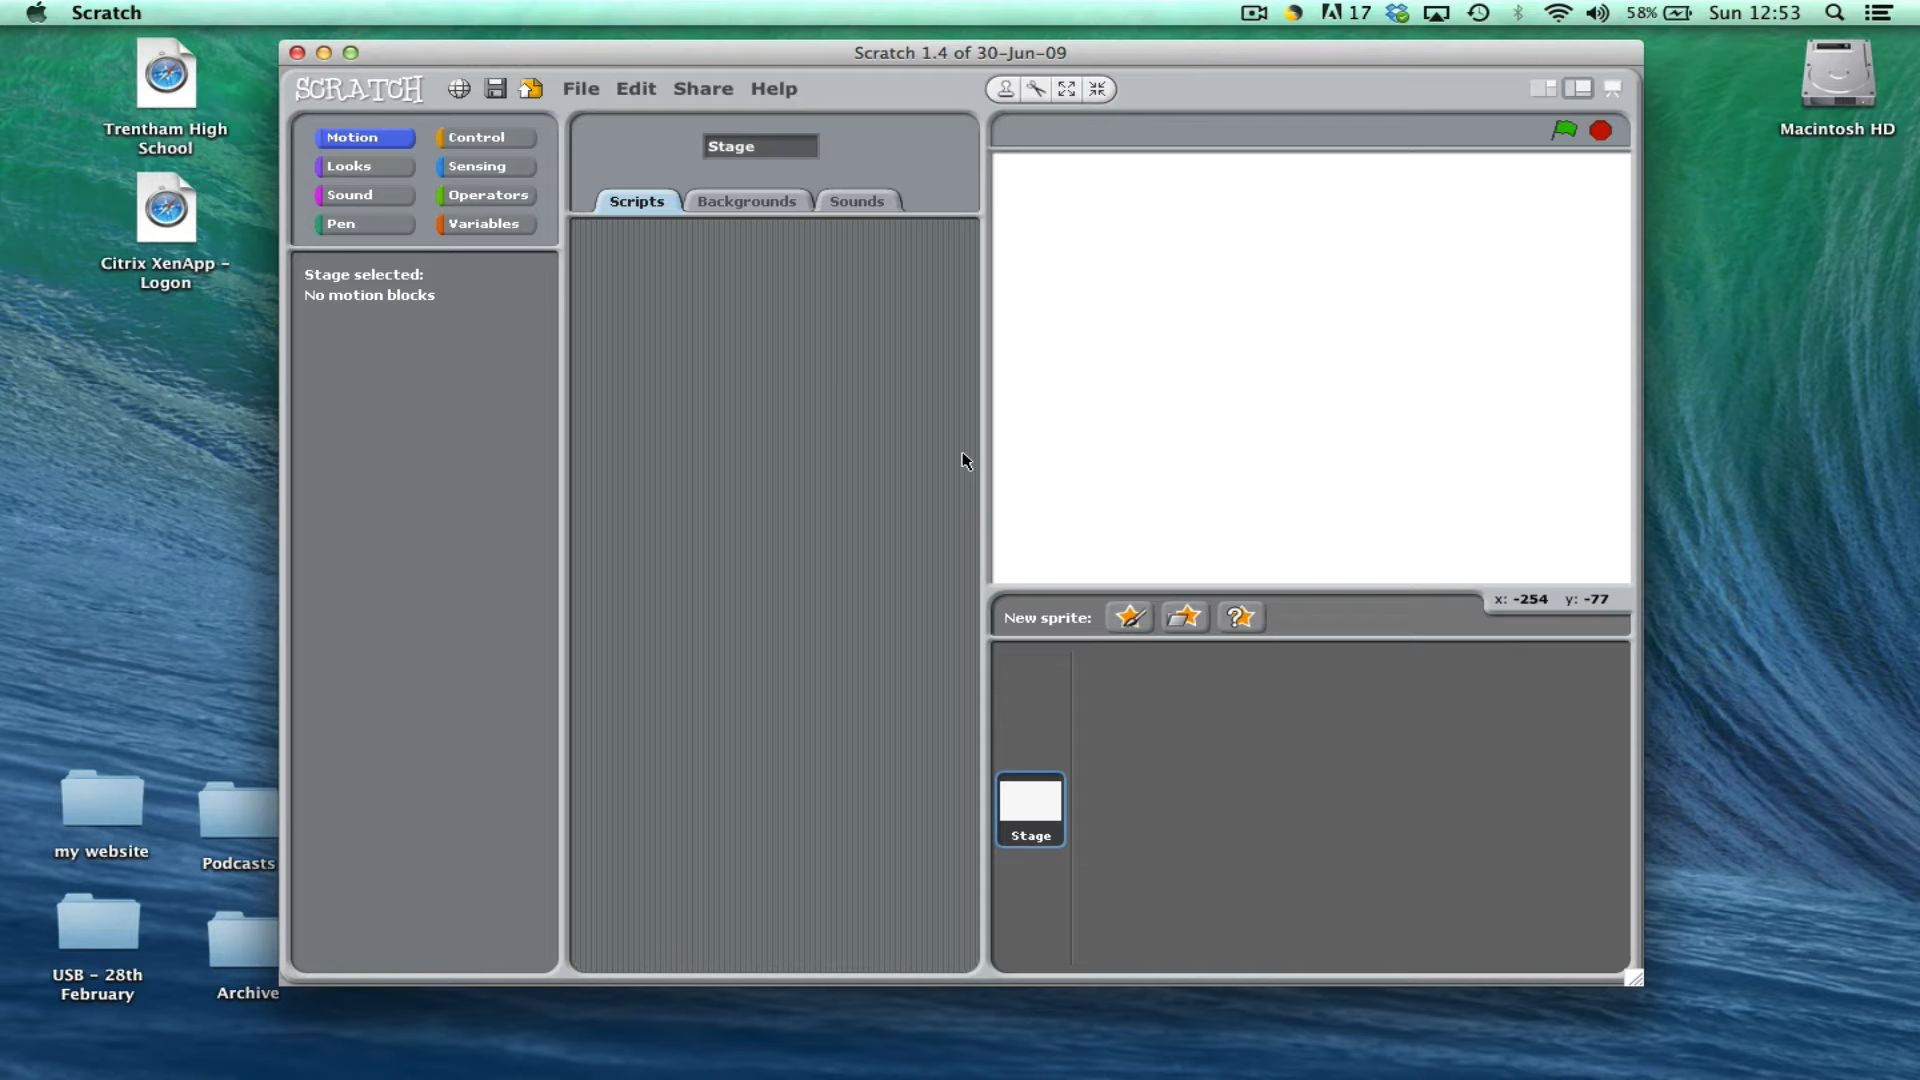 Scratch
17
58%
Sun 12:53
Scratch 1.4 of 30-Jun-09
SCRATCH
File Edit Share Help
Trentham High
School
Macintosh HD
Motion
Control
Looks
Sensing
Sound
Operators
Pen
Variables
Stage
Scripts
Backgrounds
Sounds
Citrix XenApp -
Logon
Stage selected:
No motion blocks
x: -254 y: -77
New sprite:
Stage
my website
Podcasts
USB - 28th
February
Archive